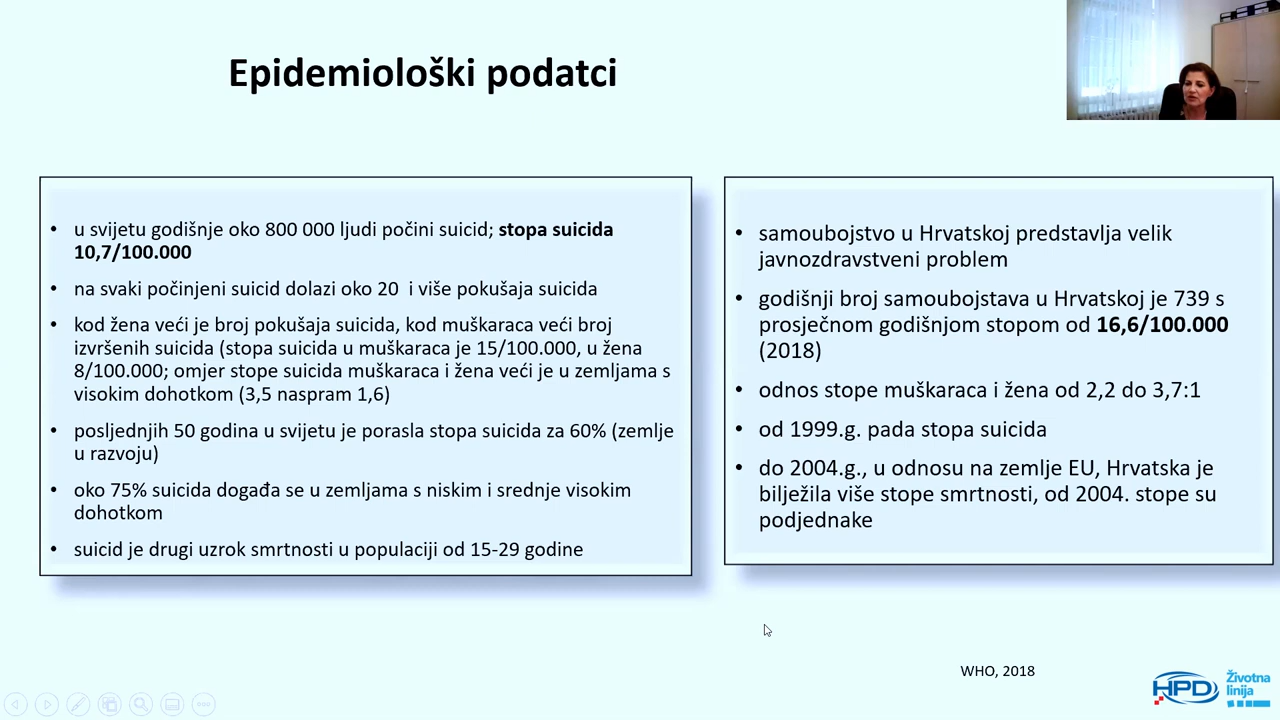 Epidemiološki podatci
u svijetu godišnje oko 800 000 ljudi počini suicid; stopa suicida
10,7/100.000
na svaki počinjeni suicid dolazi oko 20 i više pokušaja suicida
kod žena veći je broj pokušaja suicida, kod muškaraca veći broj
izvršenih suicida (stopa suicida u muškaraca je 15/100.000, u žena
8/100.000; omjer stope suicida muškaraca i žena veći je u zemljama s
visokim dohotkom (3,5 naspram 1,6)
posljednjih 50 godina u svijetu je porasla stopa suicida za 60% (zemlje
u razvoju)
oko 75% suicida događa se u zemljama s niskim i srednje visokim
dohotkom
suicid je drugi uzrok smrtnosti u populaciji od 15-29 godine
samoubojstvo u Hrvatskoj predstavlja velik
javnozdravstveni problem
godišnji broj samoubojstava u Hrvatskoj je 739 s
prosječnom godišnjom stopom od 16,6/100.000
(2018)
odnos stope muškaraca i žena od 2,2 do 3,7:1
od 1999.g. pada stopa suicida
do 2004.g., u odnosu na zemlje EU, Hrvatska je
bilježila više stope smrtnosti, od 2004. stope su
podjednake
WHO, 2018
HPD
Životna
linija